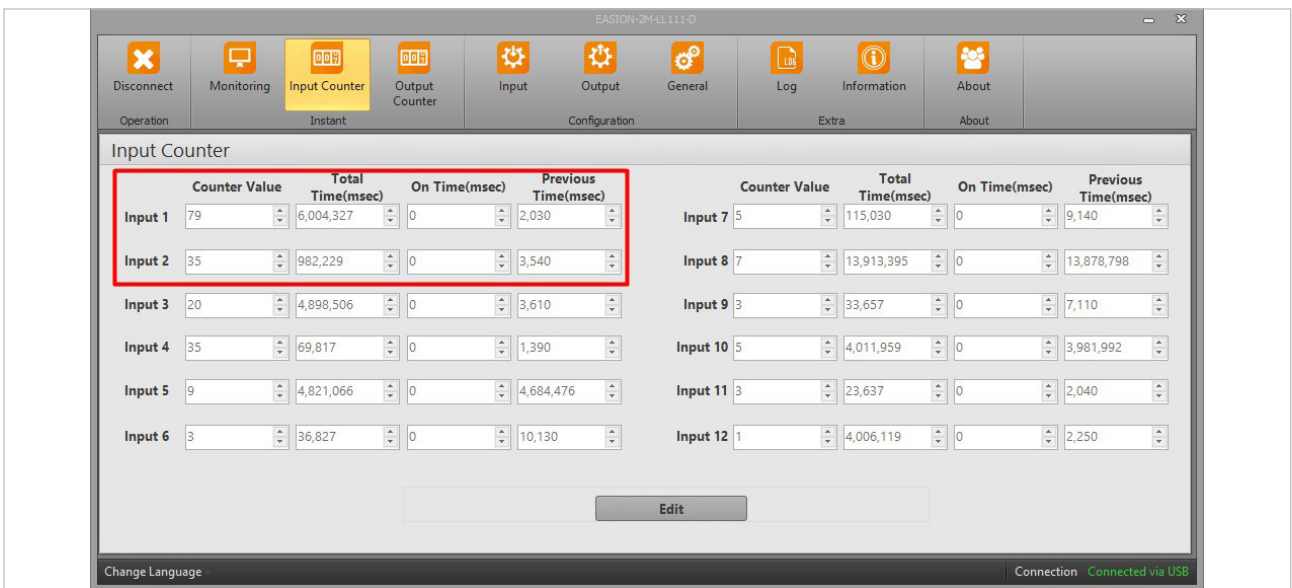 EASION-2M-LL111-D
Disconnect Monitoring Input Counter Output Counter Input Output General Log Information About
Operation Instant Configuration Extra About
Input Counter
Counter Value Total Time(msec) On Time(msec) Previous Time(msec) Counter Value Total Time(msec) On Time(msec) Previous Time(msec)
Input 1 79 6,004,327 0 2,030 Input 7 5 115,030 0 9,140
Input 2 35 982,229 0 3,540 Input 8 7 13,913,395 0 13,878,798
Input 3 20 4,898,506 0 3,610 Input 9 3 33,657 0 7,110
Input 4 35 69,817 0 1,390 Input 10 5 4,011,959 0 3,981,992
Input 5 9 4,821,066 0 4,684,476 Input 11 3 23,637 0 2,040
Input 6 3 36,827 0 10,130 Input 12 1 4,006,119 0 2,250
Edit
Change Language Connection Connected via USB